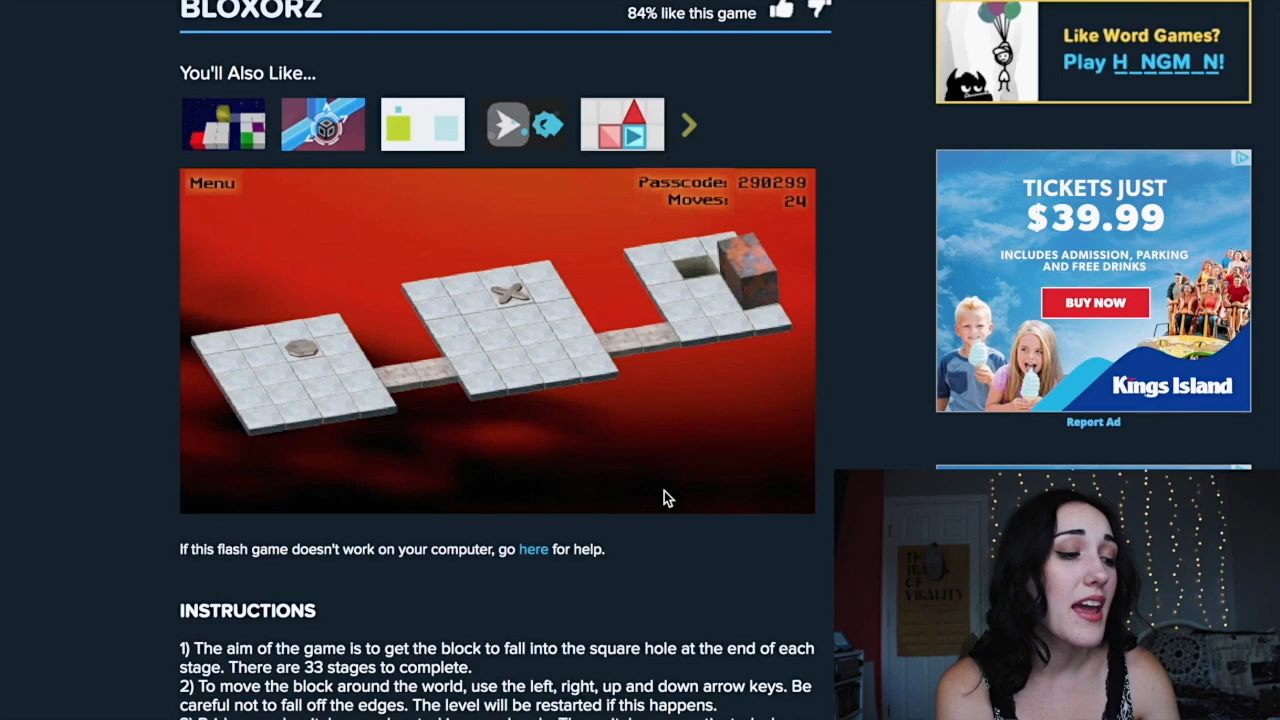 BLOXORZ
84% like this game
You'll Also Like...
Menu
Passcode: 290299
Moves: 24
If this flash game doesn't work on your computer, go here for help.
INSTRUCTIONS
1) The aim of the game is to get the block to fall into the square hole at the end of each
stage. There are 33 stages to complete.
2) To move the block around the world, use the left, right, up and down arrow keys. Be
careful not to fall off the edges. The level will be restarted if this happens.
Like Word Games?
Play H_NGM_N!
TICKETS JUST
$39.99
INCLUDES ADMISSION, PARKING
AND FREE DRINKS
BUY NOW
Kings Island
Report Ad
OF
VIRALITY